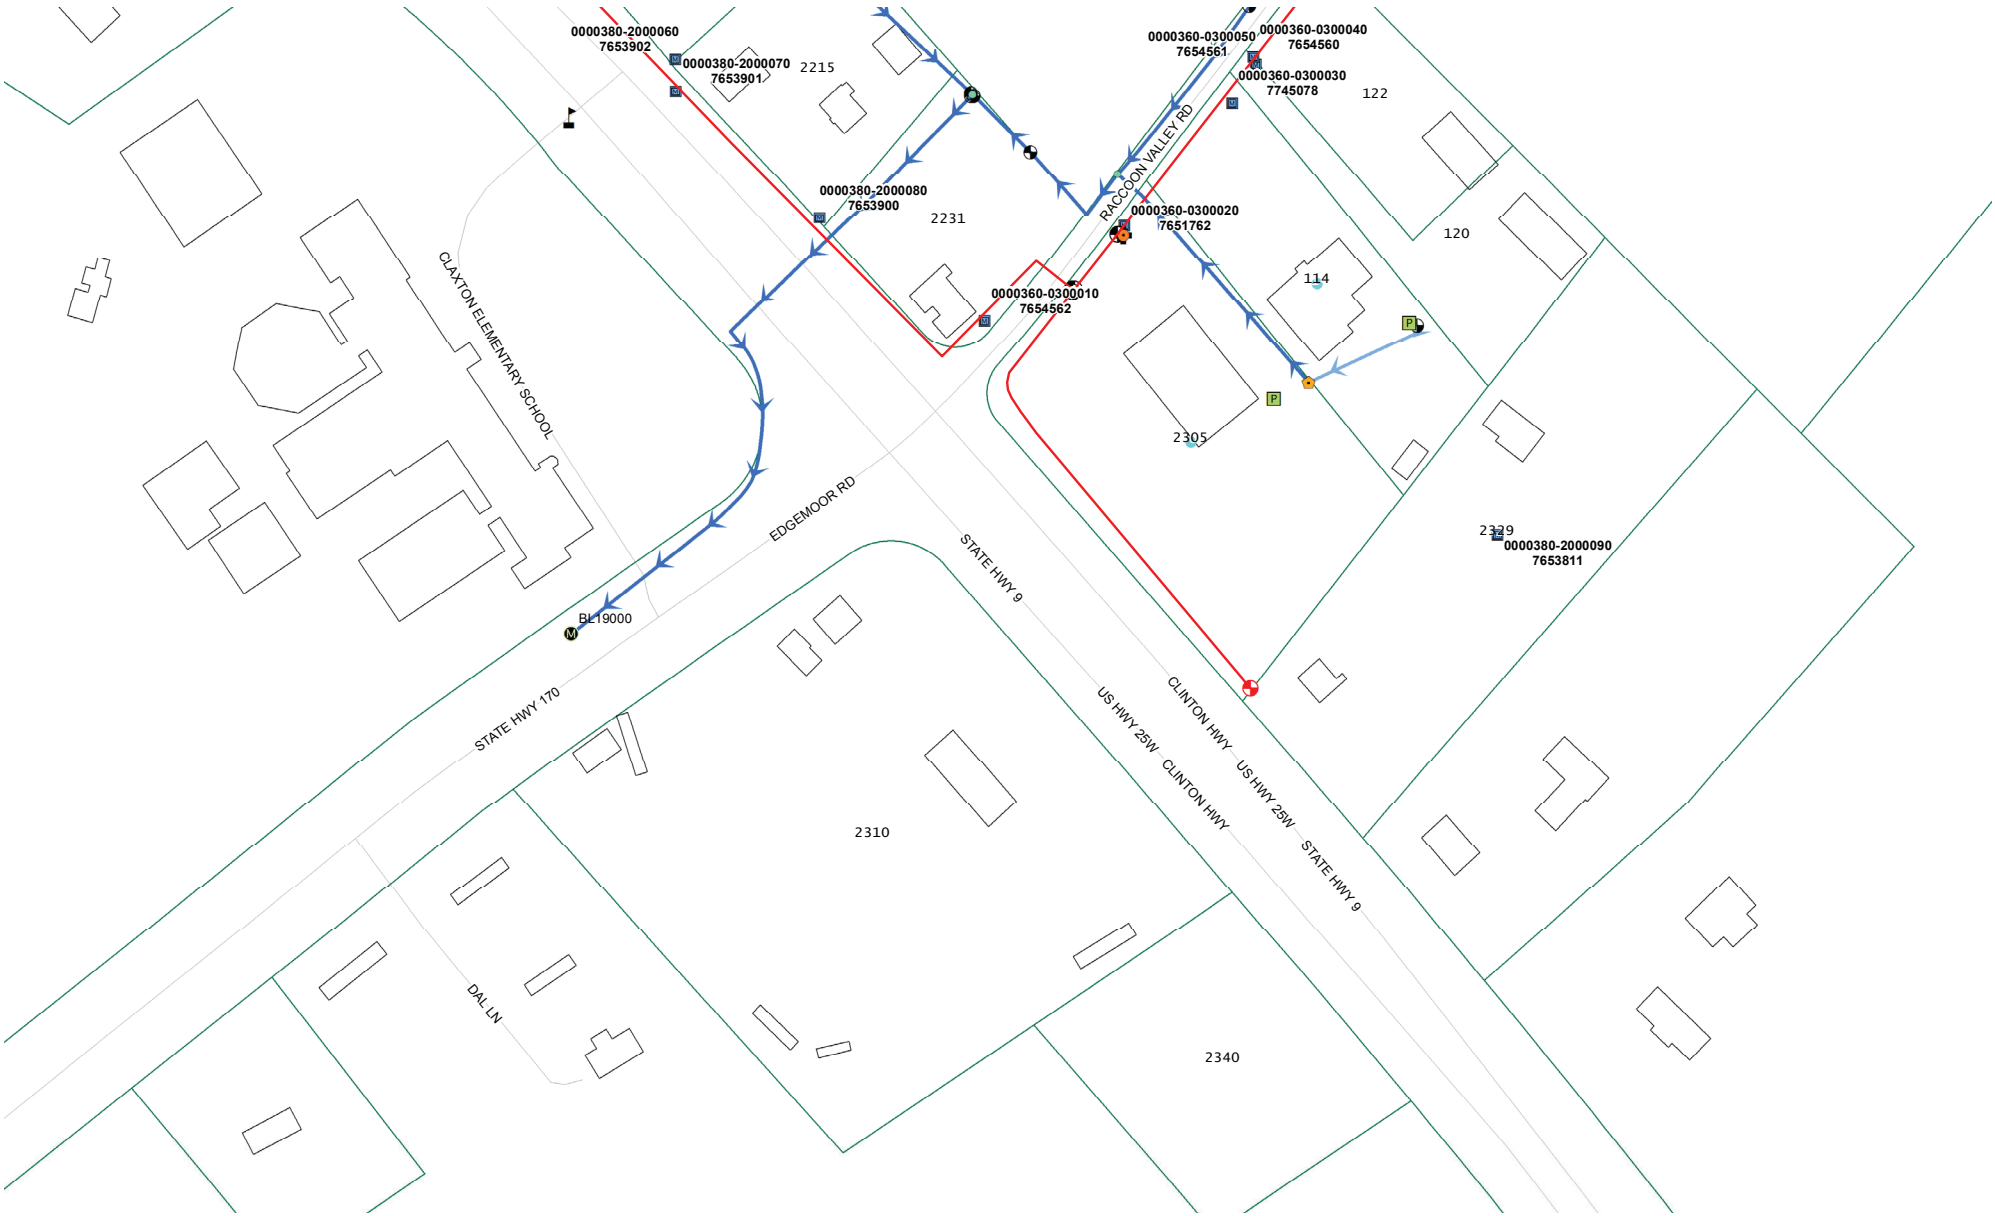 0000380-2000060
7653902
0000380-2000070
7653901
2215
0000360-0300050
7654561
0000360-0300040
7654560
0000360-0300030
7745078
122
RACCOON VALLEY RD
0000380-2000080
7653900
2231
0000360-0300020
7651762
120
114
0000360-0300010
7654562
CLAXTON ELEMENTARY SCHOOL
2305
EDGEMOOR RD
2329
0000380-2000090
7653811
STATE HWY 9
BL19000
M
P
P
STATE HWY 170
US HWY 25W
CLINTON HWY
CLINTON HWY
US HWY 25W
STATE HWY 9
2310
DAL LN
2340